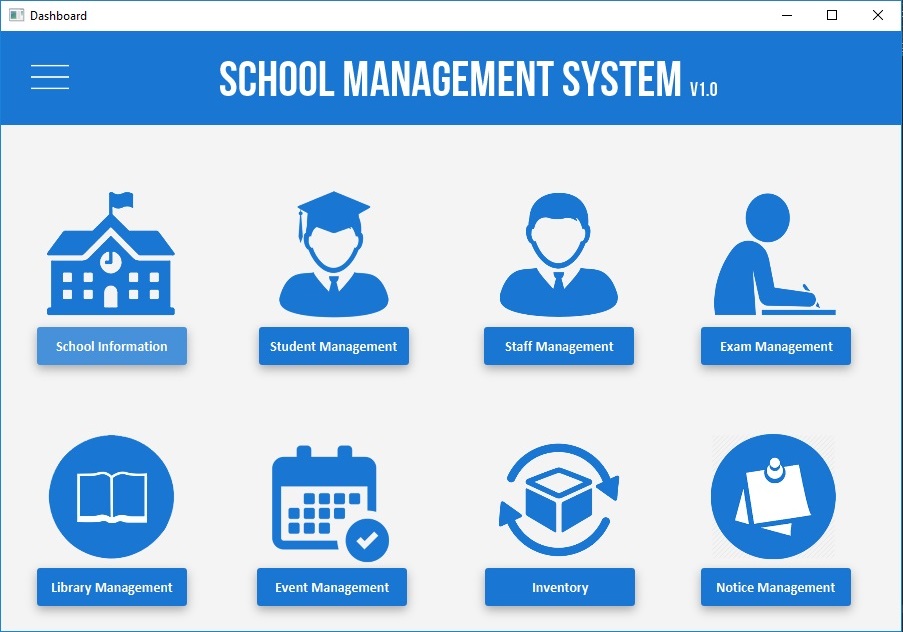 Dashboard
SCHOOL MANAGEMENT SYSTEM V1.0
School Information
Student Management
Staff Management
Exam Management
Library Management
Event Management
Inventory
Notice Management